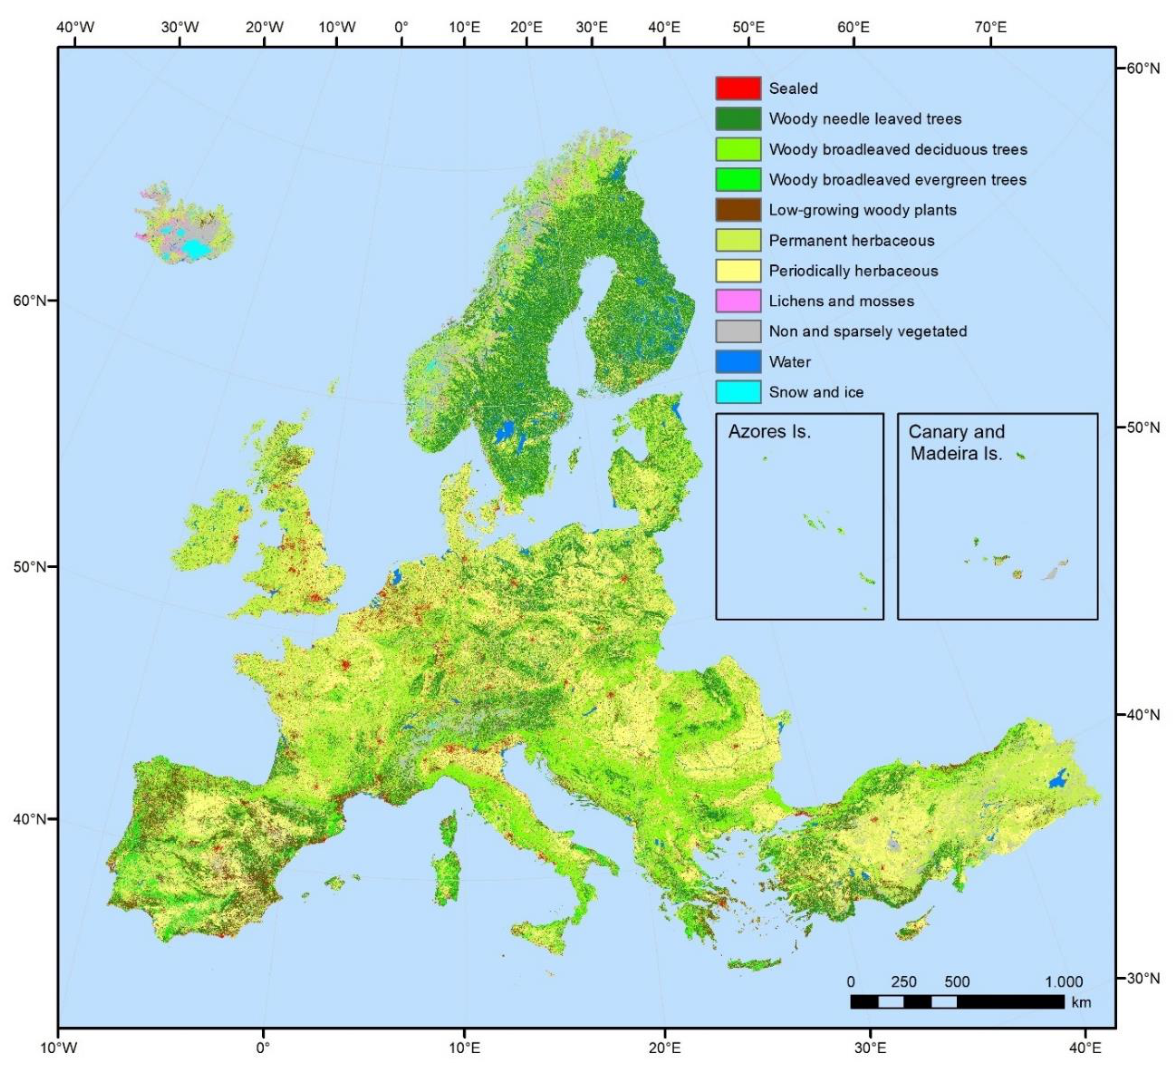 40°W 30°W 20°W 10°W 0° 10°E 20°E 30°E 40°E 50°E 60°E 70°E
60°N
Sealed
Woody needle leaved trees
Woody broadleaved deciduous trees
Woody broadleaved evergreen trees
Low-growing woody plants
Permanent herbaceous
Periodically herbaceous
Lichens and mosses
60°N
Non and sparsely vegetated
Water
Snow and ice
50°N
Azores Is.
Canary and
Madeira Is.
50°N
40°N
40°N
30°N
0 250 500 1.000
km
10°W 0° 10°E 20°E 30°E 40°E